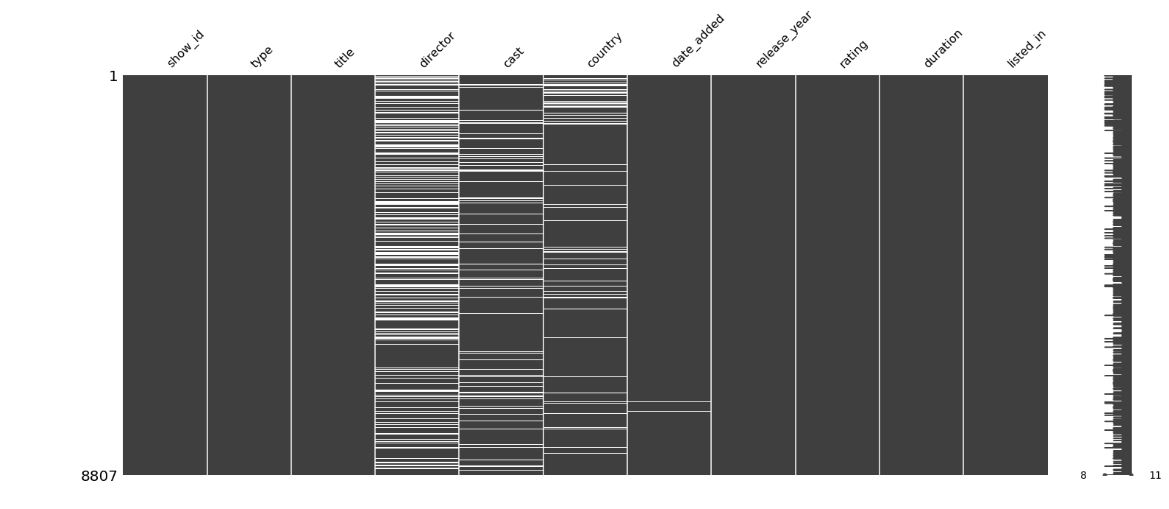 show_id
type
title
director
cast
country
date_added
release_year
rating
duration
listed_in
1
8807
8
11